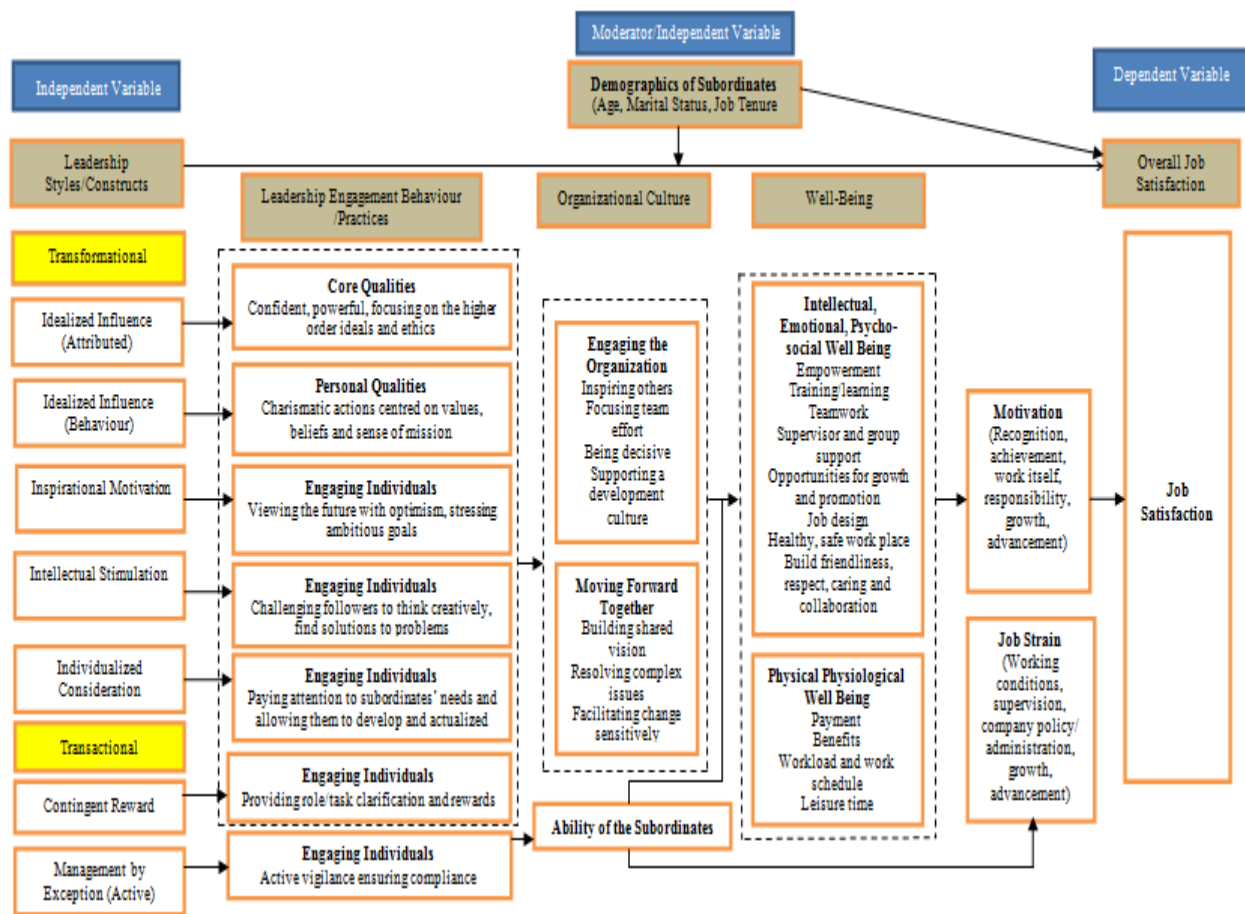 Moderator/Independent Variable
Independent Variable
Demographics of Subordinates
(Age, Marital Status, Job Tenure
Dependent Variable
Leadership
Styles/Constructs
Overall Job
Satisfaction
Leadership Engagement Behaviour
/Practices
Organizational Culture
Well-Being
Transformational
Idealized Influence
(Attributed)
Idealized Influence
(Behaviour)
Inspirational Motivation
Intellectual Stimulation
Individualized
Consideration
Transactional
Contingent Reward
Management by
Exception (Active)
Core Qualities
Confident, powerful, focusing on the higher
order ideals and ethics
Personal Qualities
Charismatic actions centred on values,
beliefs and sense of mission
Engaging Individuals
Viewing the future with optimism, stressing
ambitious goals
Engaging Individuals
Challenging followers to think creatively,
find solutions to problems
Engaging Individuals
Paying attention to subordinates' needs and
allowing them to develop and actualized
Engaging Individuals
Providing role/task clarification and rewards
Engaging Individuals
Active vigilance ensuring compliance
Engaging the
Organization
Inspiring others
Focusing team
effort
Being decisive
Supporting a
development
culture
Moving Forward
Together
Building shared
vision
Resolving complex
issues
Facilitating change
sensitively
Ability of the Subordinates
Intellectual,
Emotional, Psycho-
social Well Being
Empowerment
Training/learning
Teamwork
Supervisor and group
support
Opportunities for growth
and promotion
Job design
Healthy, safe work place
Build friendliness,
respect, caring and
collaboration
Physical Physiological
Well Being
Payment
Benefits
Workload and work
schedule
Leisure time
Motivation
(Recognition,
achievement,
work itself,
responsibility,
growth,
advancement)
Job Strain
(Working
conditions,
supervision,
company policy/
administration,
growth,
advancement)
Job
Satisfaction